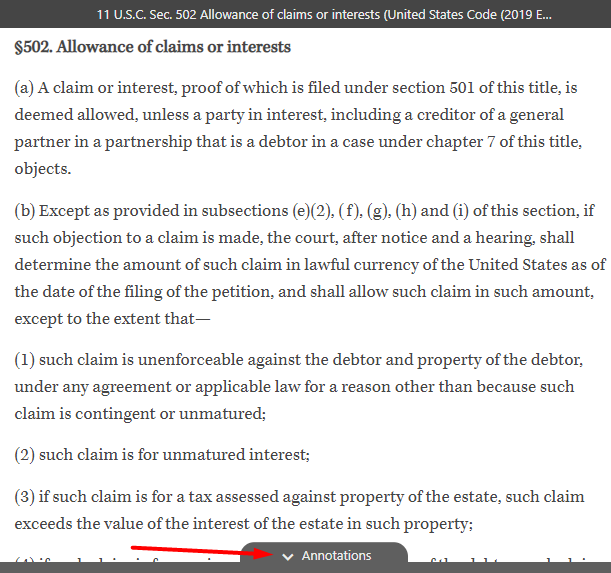 11 U.S.C. Sec. 502 Allowance of claims or interests (United States Code (2019 E...
§502. Allowance of claims or interests
(a) A claim or interest, proof of which is filed under section 501 of this title, is
deemed allowed, unless a party in interest, including a creditor of a general
partner in a partnership that is a debtor in a case under chapter 7 of this title,
objects.
(b) Except as provided in subsections (e)(2), (f), (g), (h) and (i) of this section, if
such objection to a claim is made, the court, after notice and a hearing, shall
determine the amount of such claim in lawful currency of the United States as of
the date of the filing of the petition, and shall allow such claim in such amount,
except to the extent that—
(1) such claim is unenforceable against the debtor and property of the debtor,
under any agreement or applicable law for a reason other than because such
claim is contingent or unmatured;
(2) such claim is for unmatured interest;
(3) if such claim is for a tax assessed against property of the estate, such claim
exceeds the value of the interest of the estate in such property;
Annotations